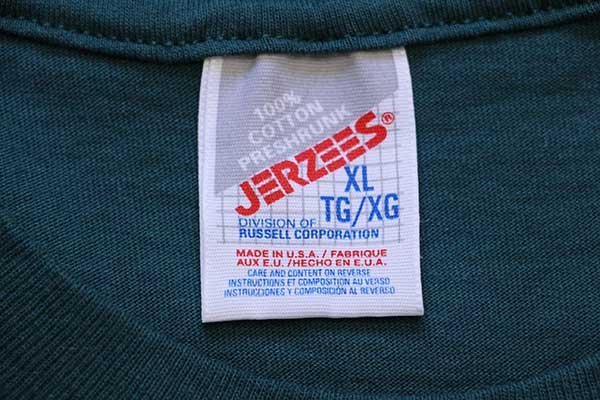 100%
COTTON
PRESHRUNK
JERZEES®
XL
TG/XG
DIVISION OF
RUSSELL CORPORATION
MADE IN U.S.A. / FABRIQUE
AUX E.U. /HECHO EN E.U.A.
CARE AND CONTENT ON REVERSE
INSTRUCTIONS ET COMPOSITION AU VERSO
INSTRUCCIONES Y COMPOSICIÓN AL REVERSO